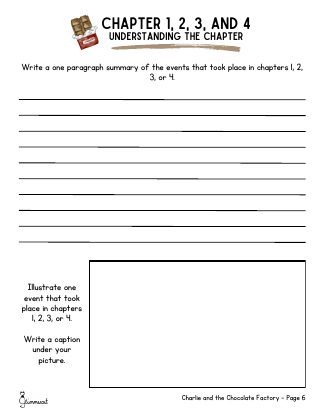 CHAPTER 1, 2, 3, AND 4
UNDERSTANDING THE CHAPTER
Write a one paragraph summary of the events that took place in chapters 1, 2,
3, or 4.
Illustrate one
event that took
place in chapters
1, 2, 3, or 4.
Write a caption
under your
picture.
Charlie and the Chocolate Factory - Page 6